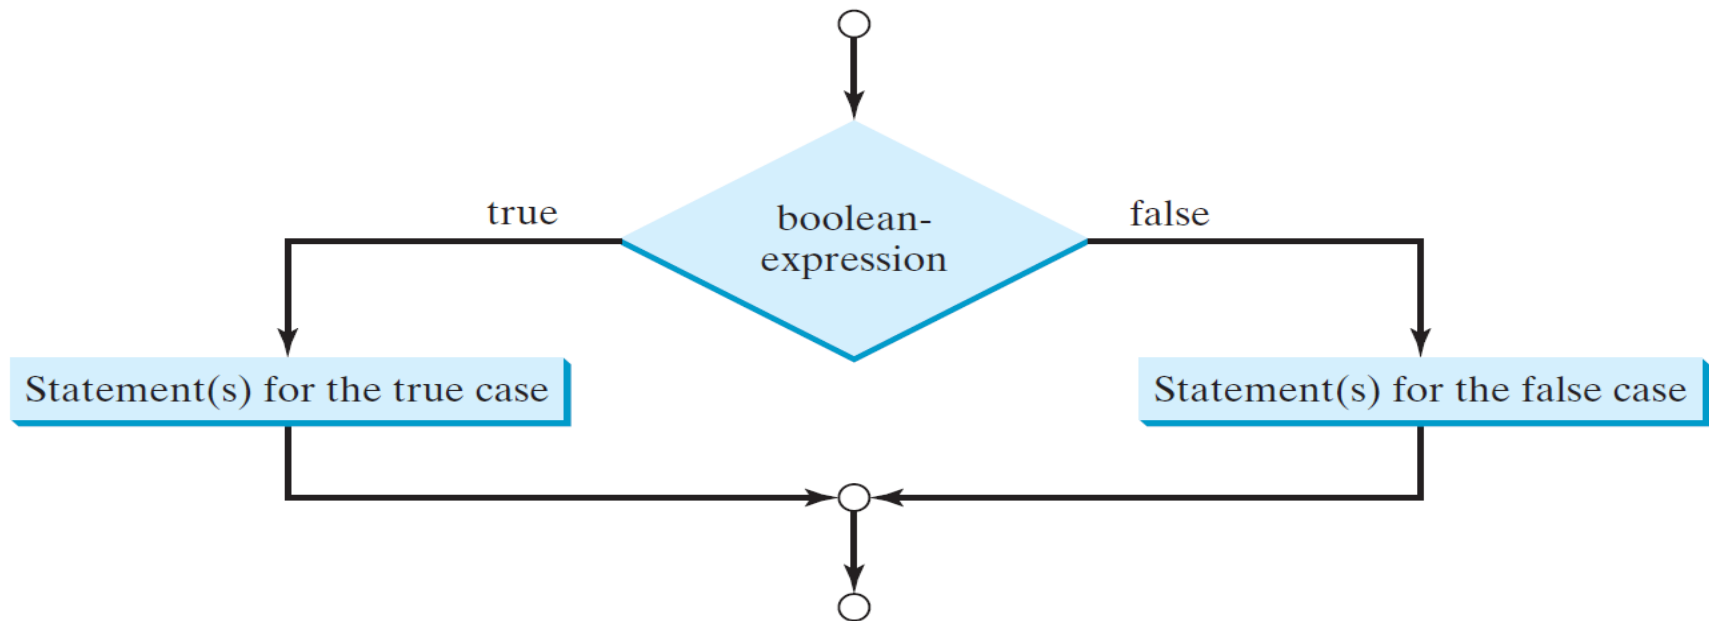 true
boolean-
expression
false
Statement(s) for the true case
Statement(s) for the false case